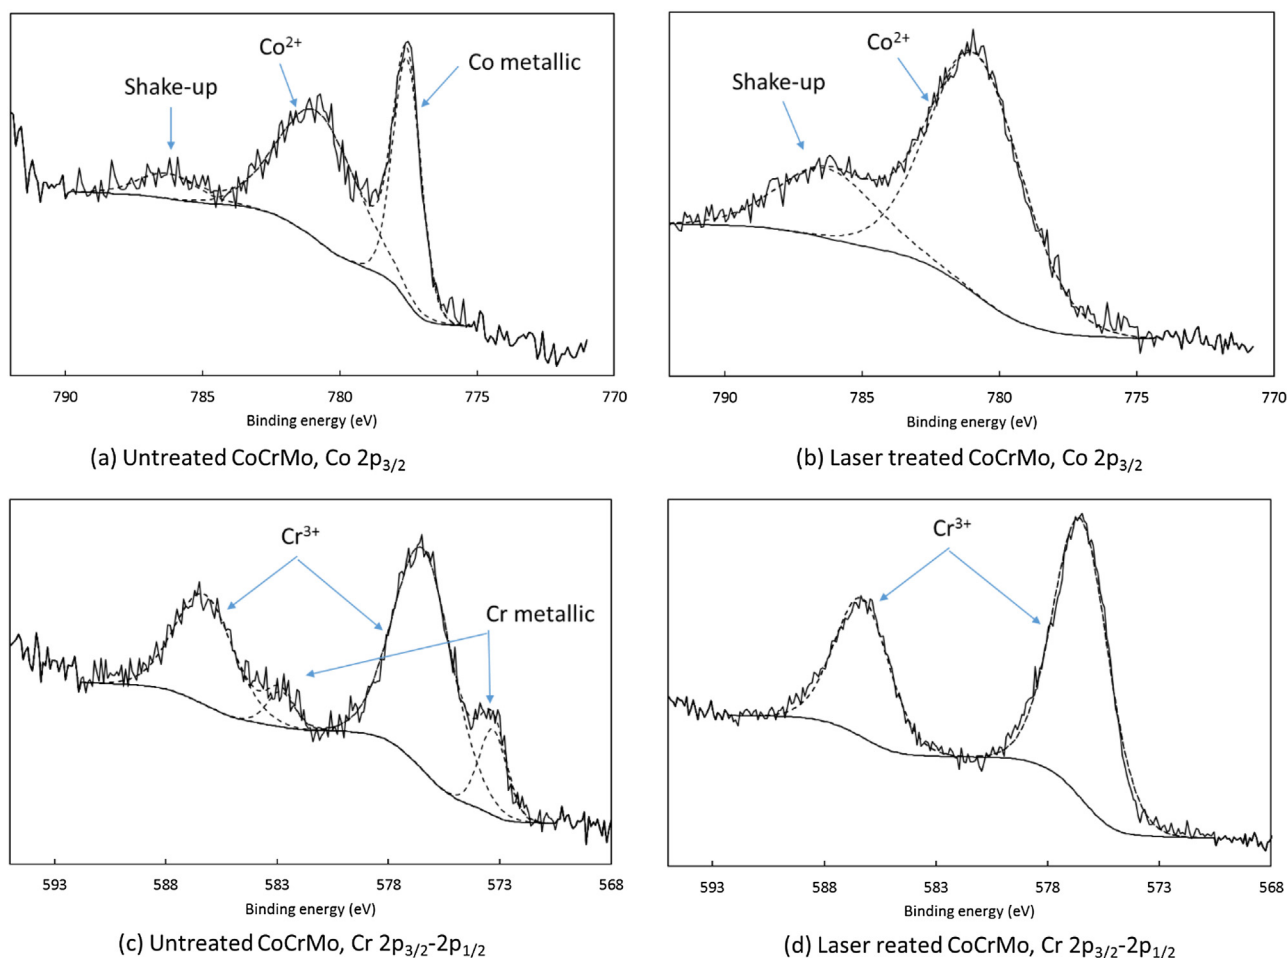 Shake-up
Co²⁺
Co metallic
790 785 780 775 770
Binding energy (eV)
(a) Untreated CoCrMo, Co 2p₃/₂
Shake-up
Co²⁺
790 785 780 775 770
Binding energy (eV)
(b) Laser treated CoCrMo, Co 2p₃/₂
Cr³⁺
Cr metallic
593 588 583 578 573 568
Binding energy (eV)
(c) Untreated CoCrMo, Cr 2p₃/₂-2p₁/₂
Cr³⁺
593 588 583 578 573 568
Binding energy (eV)
(d) Laser reated CoCrMo, Cr 2p₃/₂-2p₁/₂